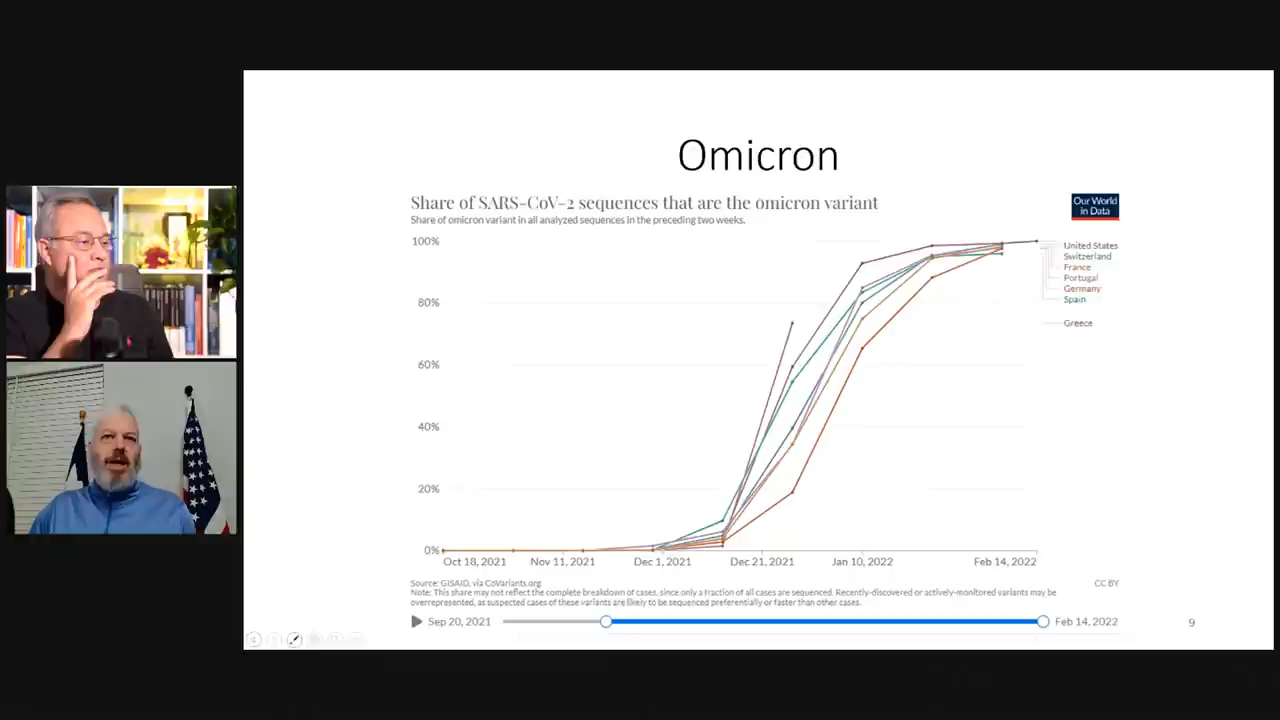 Omicron
Share of SARS-CoV-2 sequences that are the omicron variant
Share of omicron variant in all analyzed sequences in the preceding two weeks.
Our World
in Data
100%
80%
60%
40%
20%
0%
United States
Switzerland
France
Portugal
Germany
Spain
Greece
Oct 18, 2021 Nov 11, 2021 Dec 1, 2021 Dec 21, 2021 Jan 10, 2022 Feb 14, 2022
Source: GISAID, via CoVariants.org CC BY
Note: This share may not reflect the complete breakdown of cases, since only a fraction of all cases are sequenced. Recently-discovered or actively-monitored variants may be
overrepresented, as suspected cases of these variants are likely to be sequenced preferentially or faster than other cases.
Sep 20, 2021 Feb 14, 2022
9